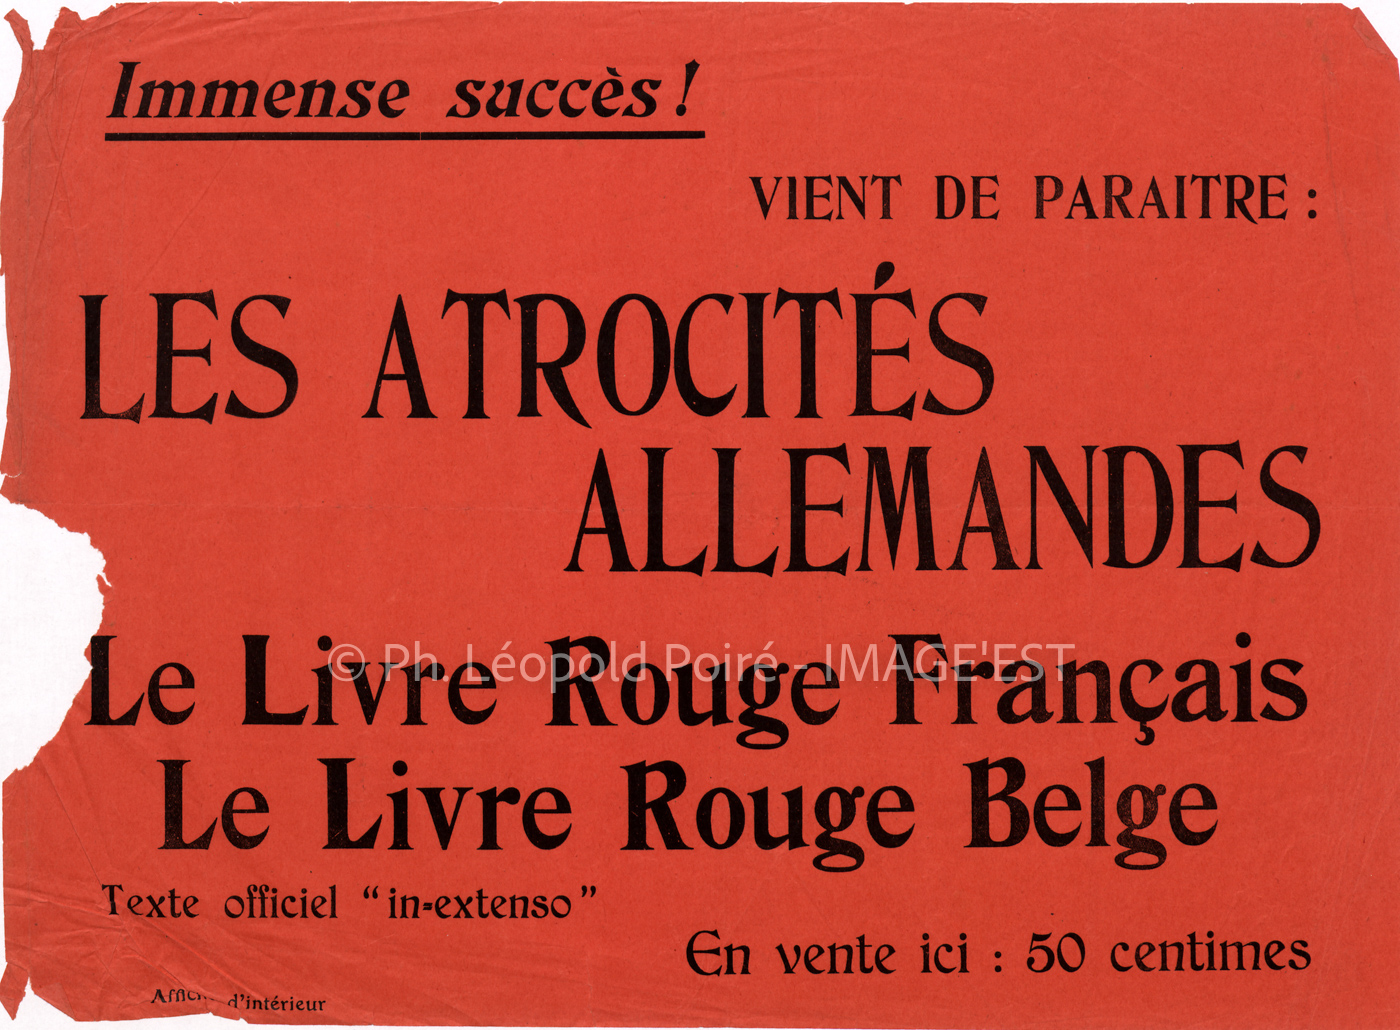 Immense succès !
VIENT DE PARAITRE :
LES ATROCITÉS
ALLEMANDES
© Ph. Léopold Poiré - IMAGE'EST
Le Livre Rouge Français
Le Livre Rouge Belge
Texte officiel “in-extenso”
En vente ici : 50 centimes
d'intérieur